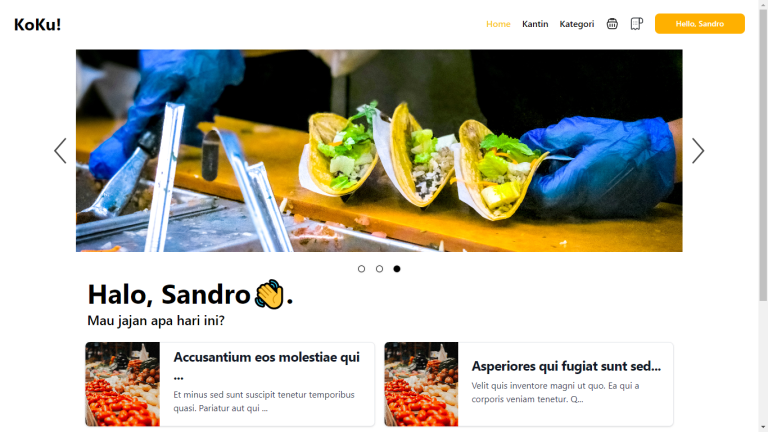 KoKu!
Home Kantin Kategori Hello, Sandro
Halo, Sandro👋.
Mau jajan apa hari ini?
Accusantium eos molestiae qui
...
Et minus sed sunt suscipit tenetur temporibus
quasi. Pariatur aut qui ...
Asperiores qui fugiat sunt sed...
Velit quis inventore magni ut quo. Ea qui a
corporis veniam tenetur. Q...